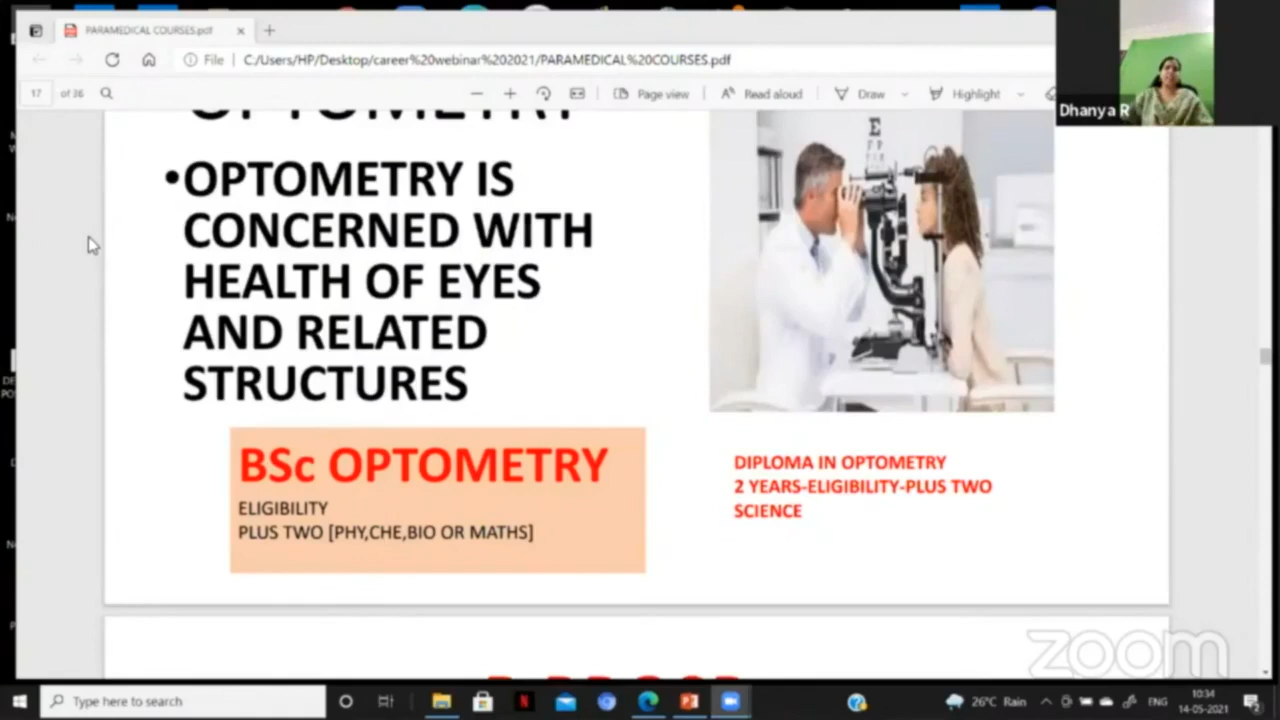 PARAMEDICAL COURSES.pdf
File
C:/Users/HP/Desktop/career%20webinar%202021/PARAMEDICAL%20COURSES.pdf
17 of 36
Page view
Read aloud
Draw
Highlight
Dhanya R
OPTOMETRY
•OPTOMETRY IS
CONCERNED WITH
HEALTH OF EYES
AND RELATED
STRUCTURES
BSc OPTOMETRY
ELIGIBILITY
PLUS TWO [PHY,CHE,BIO OR MATHS]
DIPLOMA IN OPTOMETRY
2 YEARS-ELIGIBILITY-PLUS TWO
SCIENCE
zoom
Type here to search
26°C Rain
ENG
10:34
14-05-2021